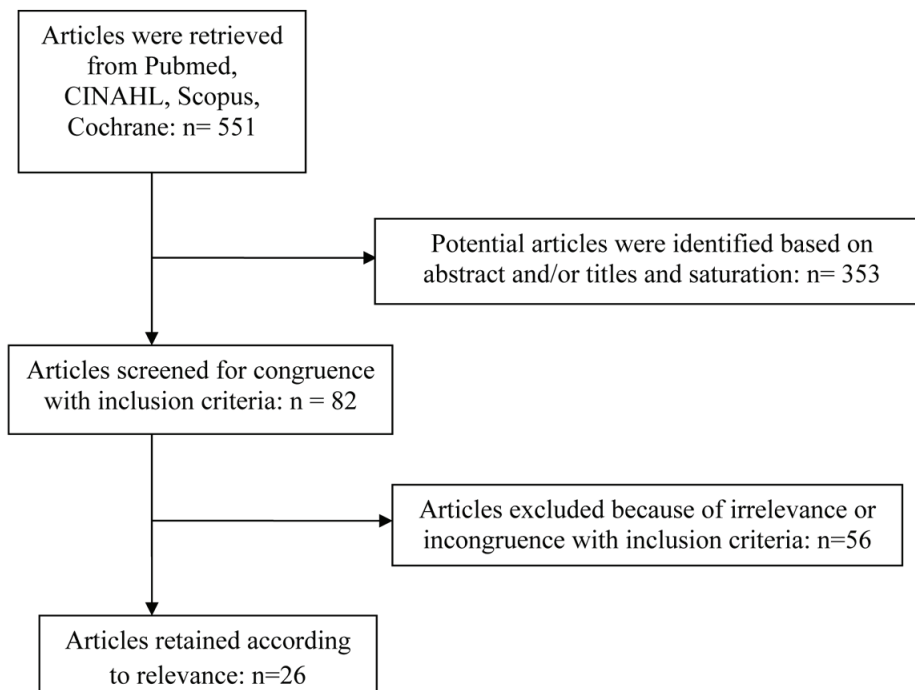 Articles were retrieved
from Pubmed,
CINAHL, Scopus,
Cochrane: n= 551
Potential articles were identified based on
abstract and/or titles and saturation: n= 353
Articles screened for congruence
with inclusion criteria: n = 82
Articles excluded because of irrelevance or
incongruence with inclusion criteria: n=56
Articles retained according
to relevance: n=26